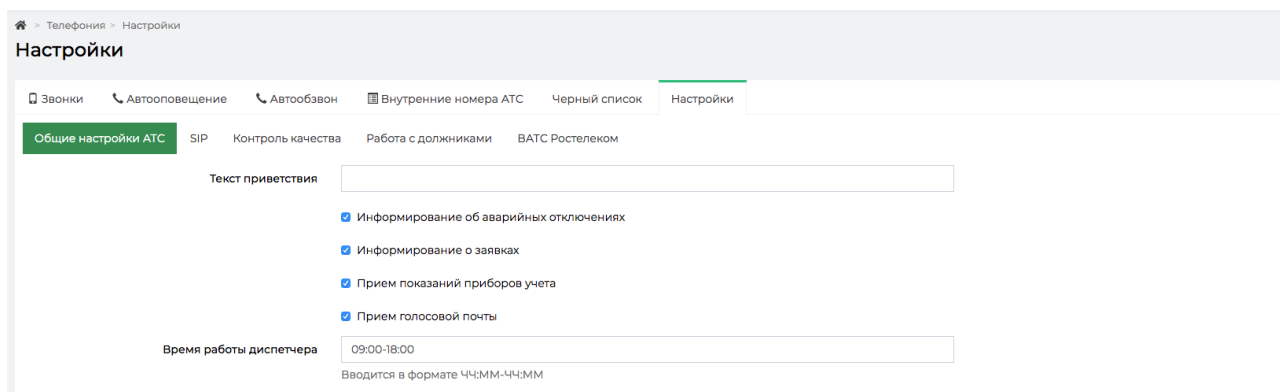 > Телефония > Настройки
Настройки
Звонки Автооповещение Автообзвон Внутренние номера АТС Черный список Настройки
Общие настройки АТС SIP Контроль качества Работа с должниками ВАТС Ростелеком
Текст приветствия
Информирование об аварийных отключениях
Информирование о заявках
Прием показаний приборов учета
Прием голосовой почты
Время работы диспетчера 09:00-18:00
Вводится в формате ЧЧ:ММ-ЧЧ:ММ